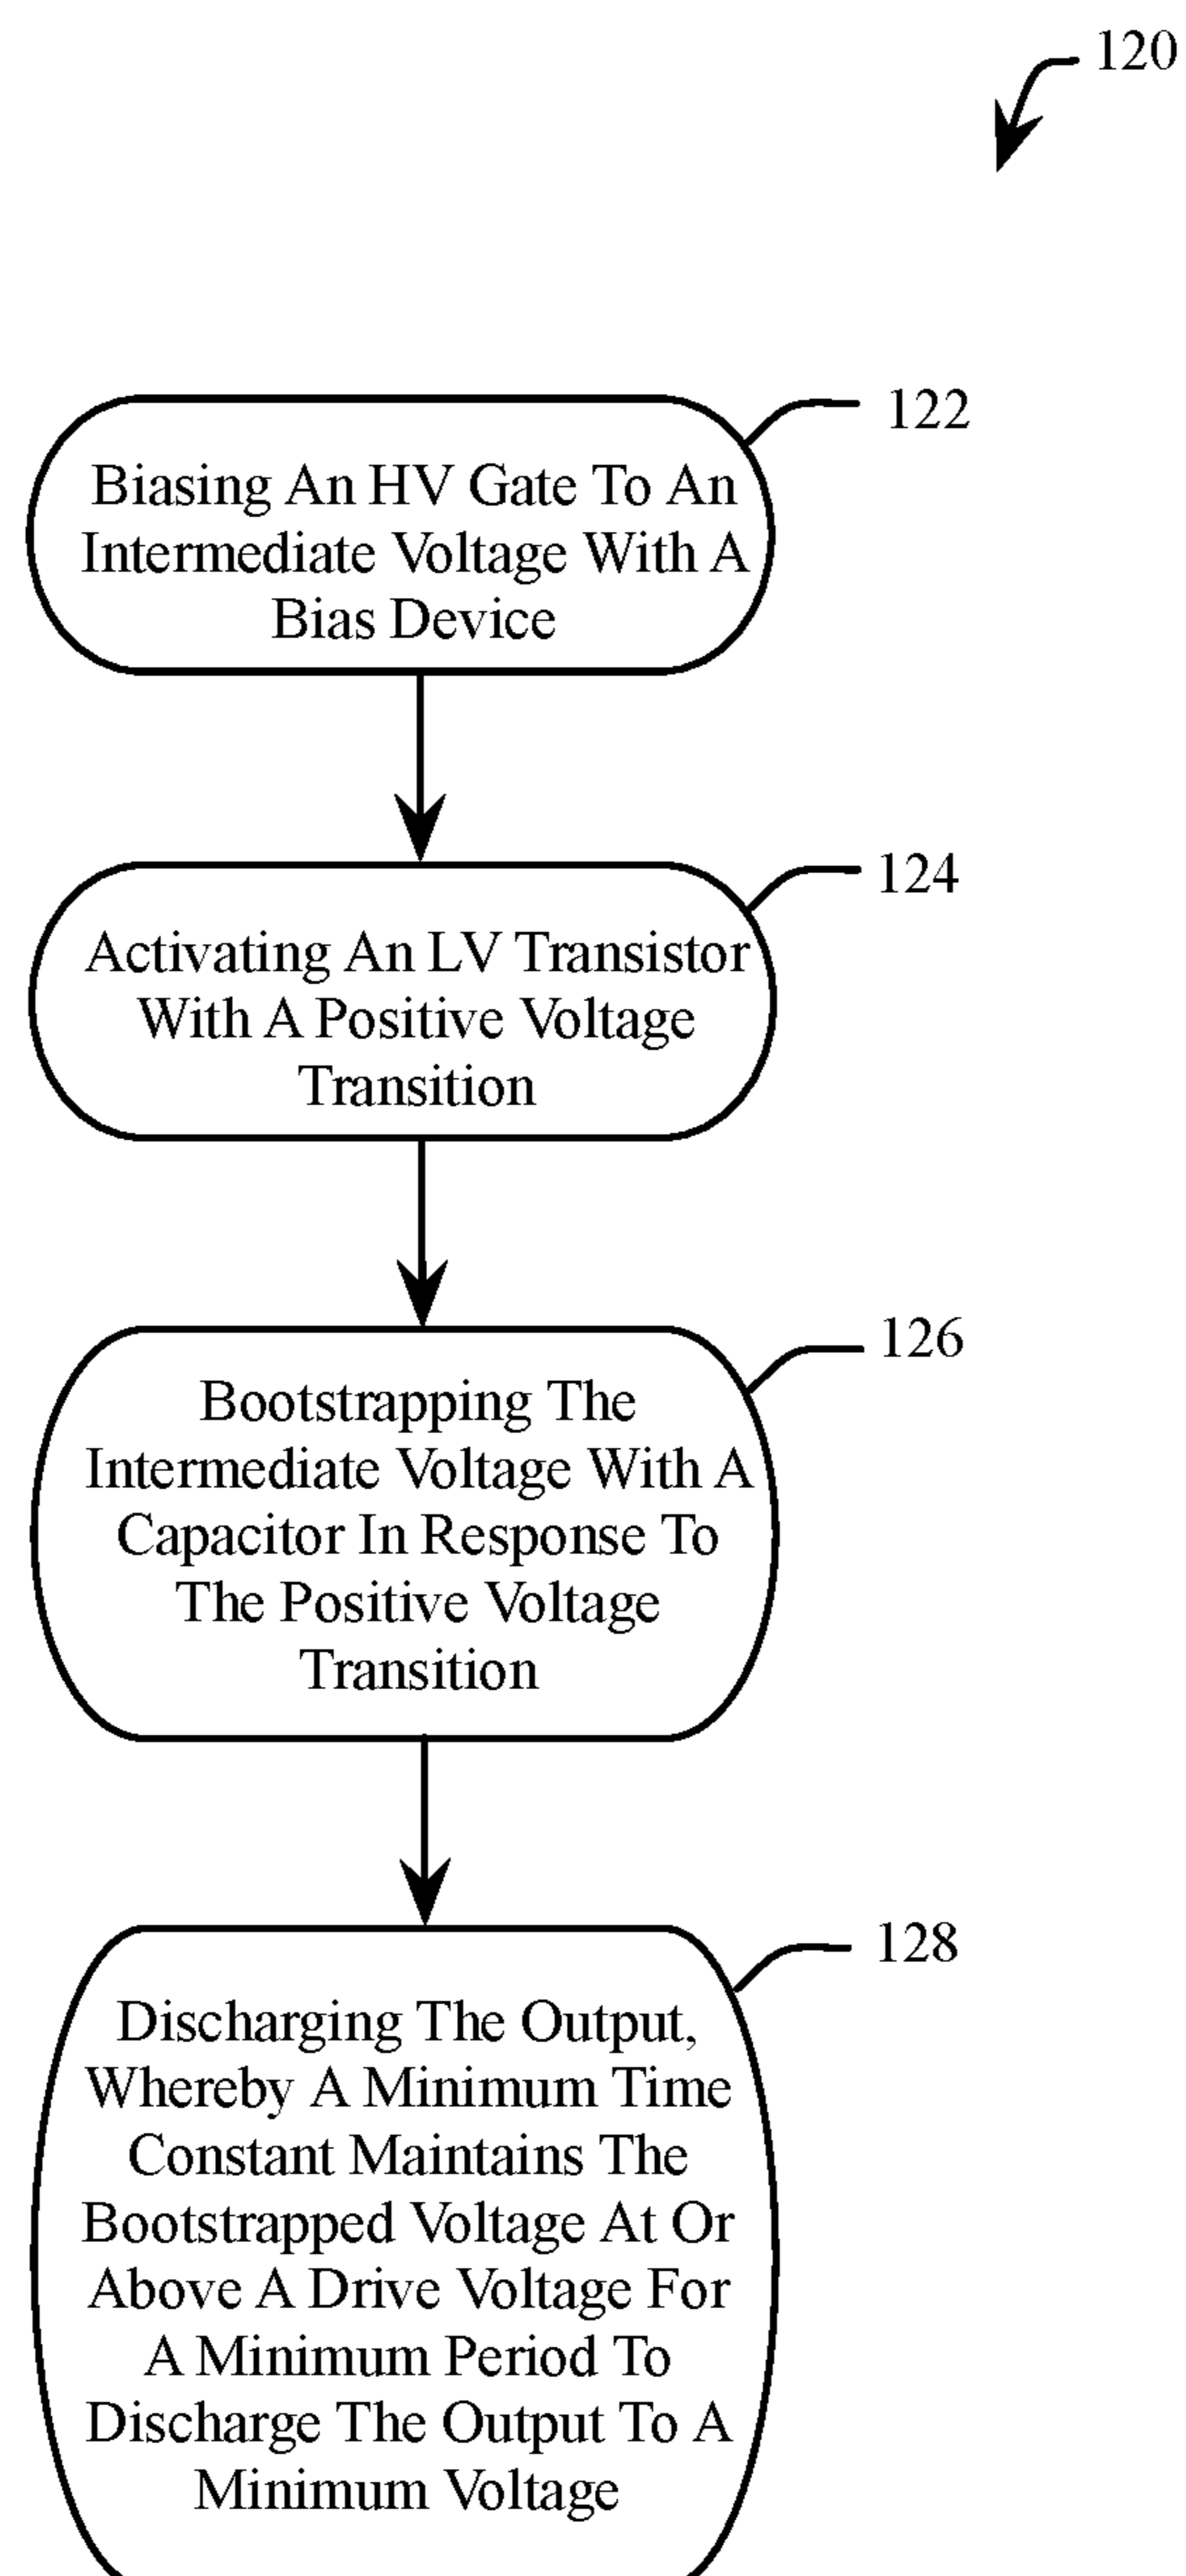 120
122
Biasing An HV Gate To An
Intermediate Voltage With A
Bias Device
124
Activating An LV Transistor
With A Positive Voltage
Transition
126
Bootstrapping The
Intermediate Voltage With A
Capacitor In Response To
The Positive Voltage
Transition
128
Discharging The Output,
Whereby A Minimum Time
Constant Maintains The
Bootstrapped Voltage At Or
Above A Drive Voltage For
A Minimum Period To
Discharge The Output To A
Minimum Voltage